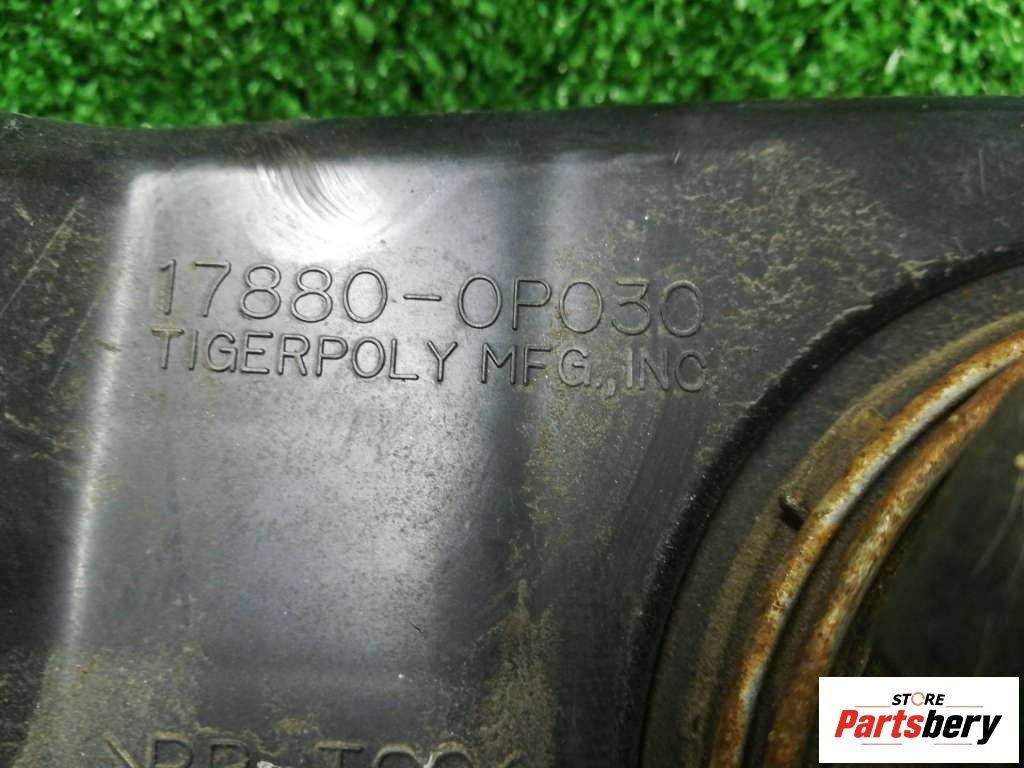 17880-0P030
TIGERPOLY MFG., INC
STORE
Partsbery